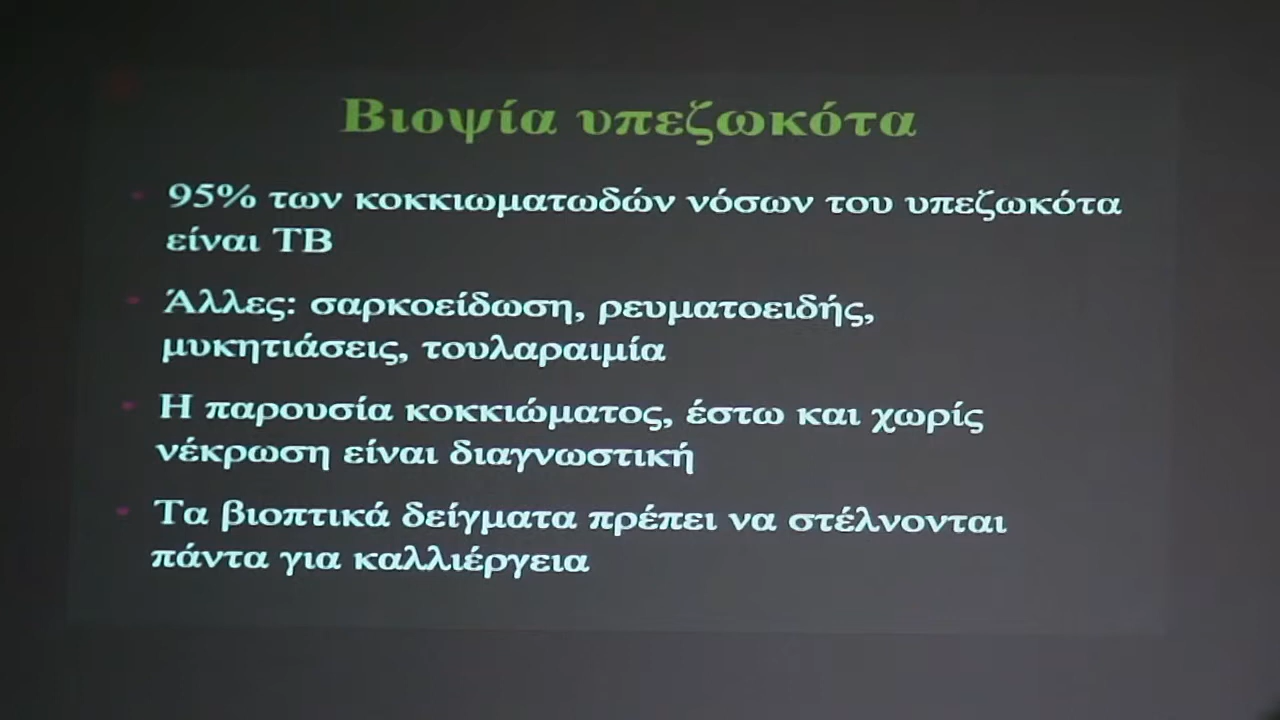 Βιοψία υπεζωκότα
• 95% των κοκκιωματωδών νόσων του υπεζωκότα
είναι ΤΒ
• Άλλες: σαρκοείδωση, ρευματοειδής,
μυκητιάσεις, τουλαραιμία
• Η παρουσία κοκκιώματος, έστω και χωρίς
νέκρωση είναι διαγνωστική
• Τα βιοπτικά δείγματα πρέπει να στέλνονται
πάντα για καλλιέργεια